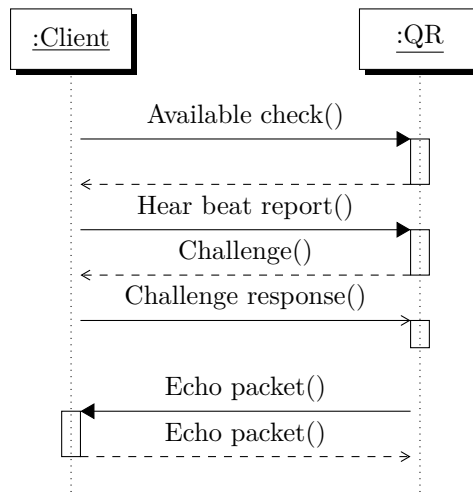 :Client
:QR
Available check()
Hear beat report()
Challenge()
Challenge response()
Echo packet()
Echo packet()